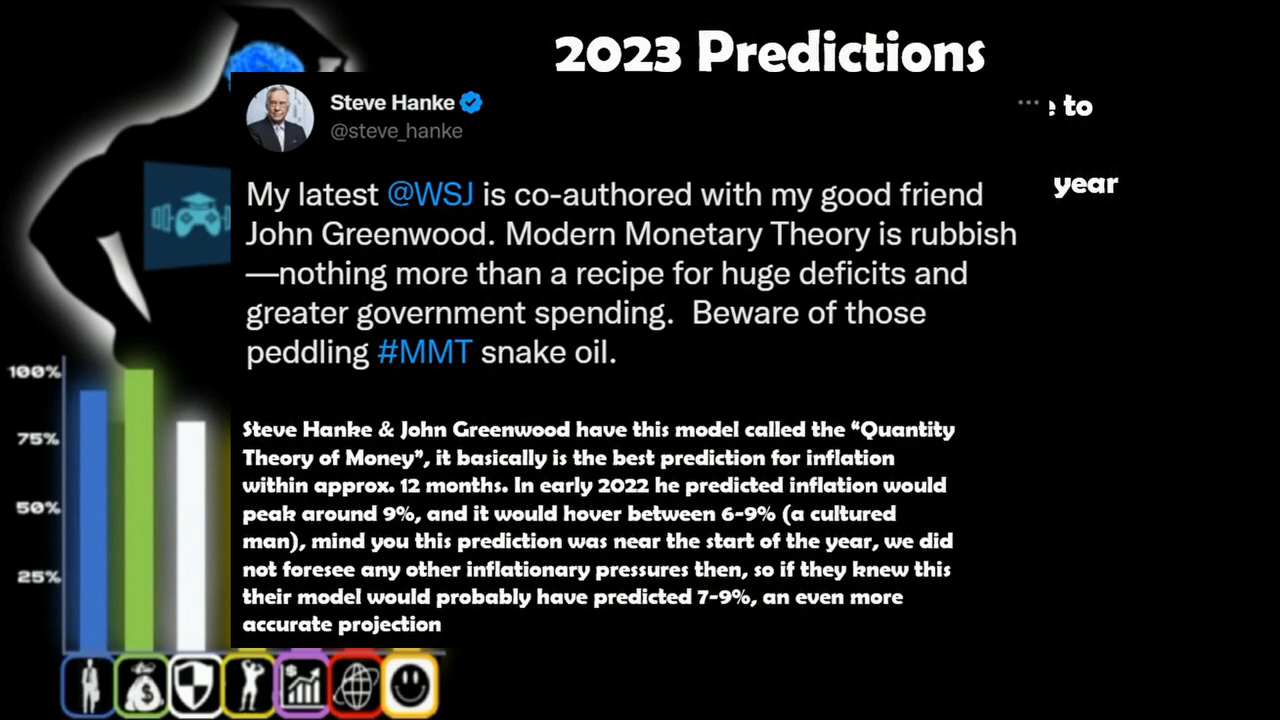 2023 Predictions
to
year
Steve Hanke
@steve_hanke
My latest @WSJ is co-authored with my good friend
John Greenwood. Modern Monetary Theory is rubbish
—nothing more than a recipe for huge deficits and
greater government spending.  Beware of those
peddling #MMT snake oil.
Steve Hanke & John Greenwood have this model called the “Quantity
Theory of Money”, it basically is the best prediction for inflation
within approx. 12 months. In early 2022 he predicted inflation would
peak around 9%, and it would hover between 6-9% (a cultured
man), mind you this prediction was near the start of the year, we did
not foresee any other inflationary pressures then, so if they knew this
their model would probably have predicted 7-9%, an even more
accurate projection
100%
75%
50%
25%
$
$